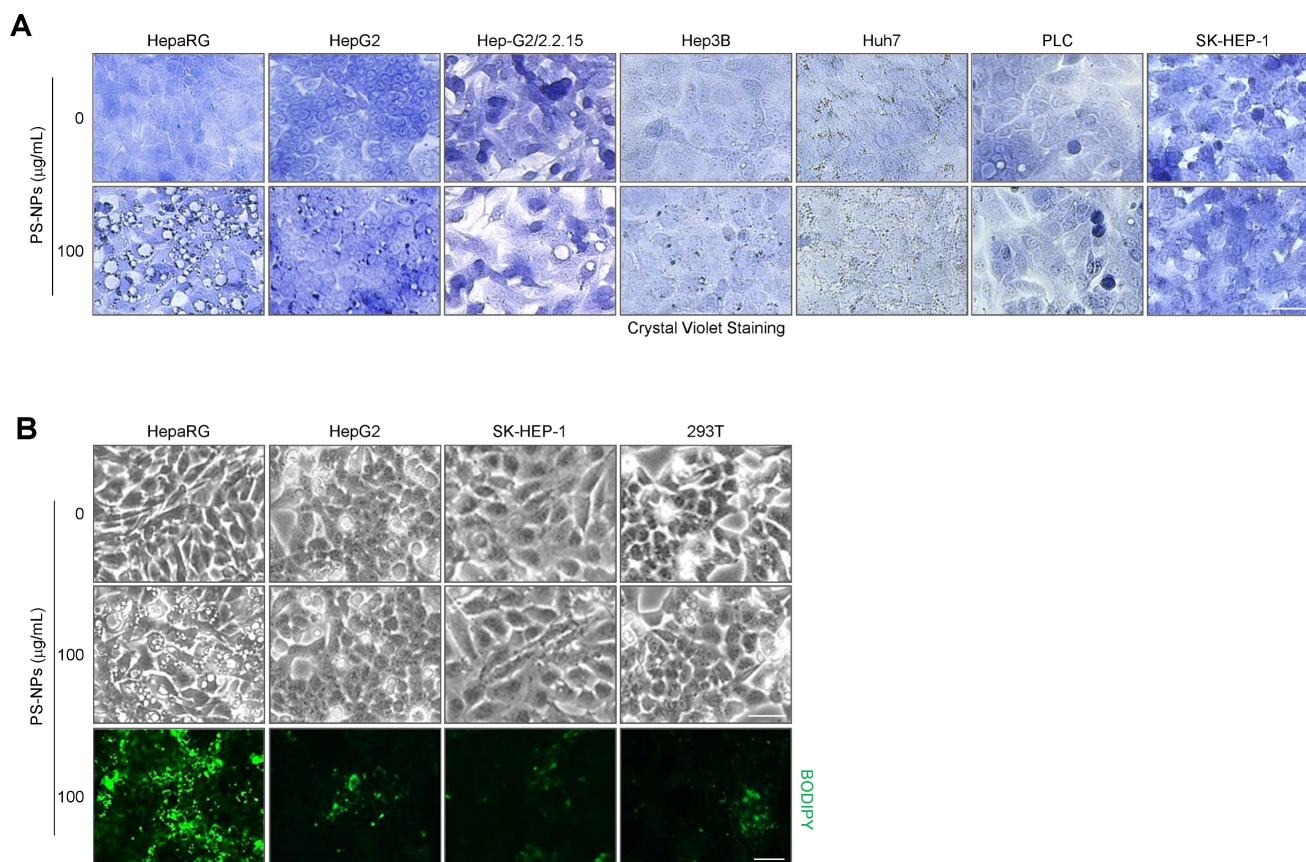 A
HepaRG HepG2 Hep-G2/2.2.15 Hep3B Huh7 PLC SK-HEP-1
PS-NPs (μg/mL)
0
100
Crystal Violet Staining
B
HepaRG HepG2 SK-HEP-1 293T
PS-NPs (μg/mL)
0
100
100
BODIPY